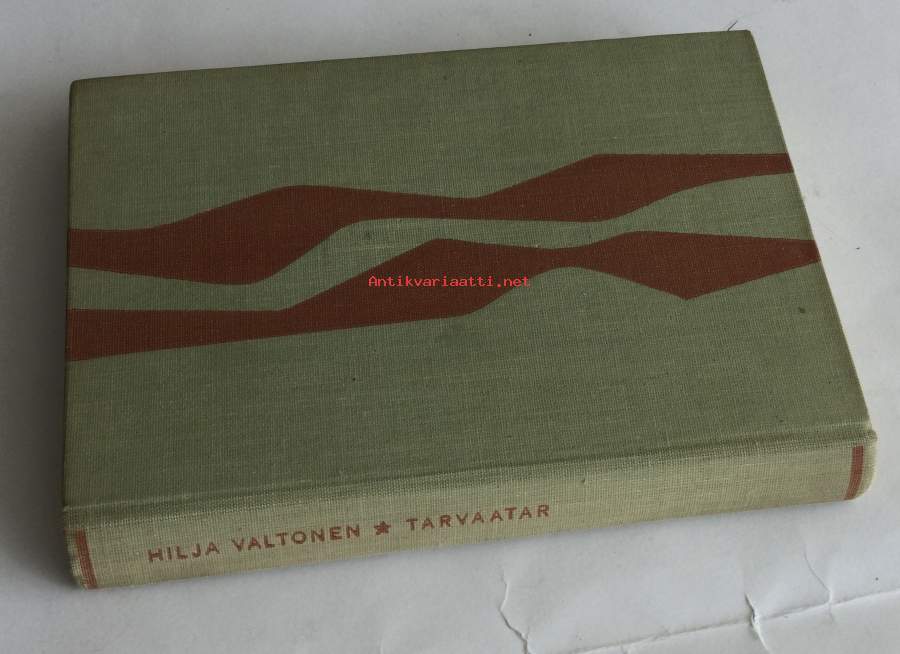 Antikvariaatti.net
HILJA VALTONEN ★ TARVAATAR